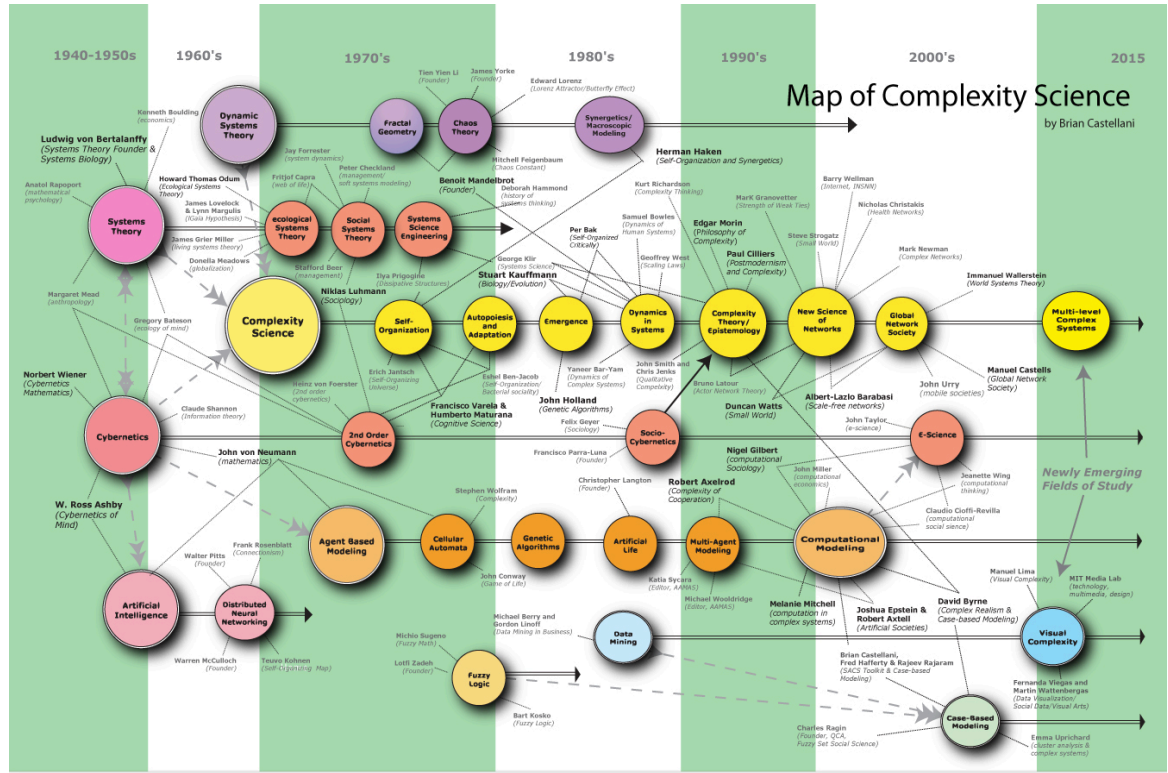 1940-1950s
1960's
1970's
1980's
1990's
2000's
2015
Map of Complexity Science
by Brian Castellani
Dynamic
Systems
Theory
Fractal
Geometry
Chaos
Theory
Synergetics/
Macroscopic
Modeling
Tien Yien Li
(Founder)
James Yorke
(Founder)
Edward Lorenz
(Lorenz Attractor/Butterfly Effect)
Mitchell Feigenbaum
(Chaos Constant)
Benoit Mandelbrot
(Founder)
Herman Haken
(Self-Organization and Synergetics)
Kenneth Boulding
(economics)
Ludwig von Bertalanffy
(Systems Theory Founder &
Systems Biology)
Anatol Rapoport
(mathematical
psychology)
Howard Thomas Odum
(Ecological Systems
Theory)
James Lovelock
& Lynn Margulis
(Gaia Hypothesis)
James Grier Miller
(living systems theory)
Donella Meadows
(globalization)
Jay Forrester
(system dynamics)
Fritjof Capra
(web of life)
Peter Checkland
(management/
soft systems modeling)
Deborah Hammond
(history of
systems thinking)
Systems
Theory
ecological
Systems
Theory
Social
Systems
Theory
Systems
Science
Engineering
Stafford Beer
(management)
Niklas Luhmann
(Sociology)
Ilya Prigogine
(Dissipative Structures)
George Klir
(Systems Science)
Stuart Kauffmann
(Biology/Evolution)
Per Bak
(Self-Organized
Critically)
Kurt Richardson
(Complexity Thinking)
Samuel Bowles
(Dynamics of
Human Systems)
Geoffrey West
(Scaling Laws)
Edgar Morin
(Philosophy of
Complexity)
Paul Cilliers
(Postmodernism
and Complexity)
MarK Granovetter
(Strength of Weak Ties)
Barry Wellman
(Internet, INSNN)
Nicholas Christakis
(Health Networks)
Steve Strogatz
(Small World)
Mark Newman
(Complex Networks)
Immanuel Wallerstein
(World Systems Theory)
Margaret Mead
(anthropology)
Gregory Bateson
(ecology of mind)
Complexity
Science
Self-
Organization
Autopoiesis
and
Adaptation
Emergence
Dynamics
in
Systems
Complexity
Theory/
Epistemology
New Science
of
Networks
Global
Network
Society
Multi-level
Complex
Systems
Erich Jantsch
(Self-Organizing
Universe)
Heinz von Foerster
(2nd order
cybernetics)
Eshel Ben-Jacob
(Self-Organization/
Bacterial sociality)
Francisco Varela &
Humberto Maturana
(Cognitive Science)
John Holland
(Genetic Algorithms)
Yaneer Bar-Yam
(Dynamics of
Complex Systems)
John Smith and
Chris Jenks
(Qualitative
Complexity)
Bruno Latour
(Actor Network Theory)
Duncan Watts
(Small World)
Albert-Lazlo Barabasi
(Scale-free networks)
John Urry
(mobile societies)
Manuel Castells
(Global Network
Society)
Norbert Wiener
(Cybernetics
Mathematics)
Claude Shannon
(Information theory)
Cybernetics
2nd Order
Cybernetics
Socio-
Cybernetics
E-Science
Felix Geyer
(Sociology)
Francisco Parra-Luna
(Founder)
John Taylor
(e-science)
Jeanette Wing
(computational
thinking)
Newly Emerging
Fields of Study
John von Neumann
(mathematics)
W. Ross Ashby
(Cybernetics of
Mind)
Stephen Wolfram
(Complexity)
Christopher Langton
(Founder)
Robert Axelrod
(Complexity of
Cooperation)
Nigel Gilbert
(computational
Sociology)
John Miller
(computational
economics)
Claudio Cioffi-Revilla
(computational
social sience)
Agent Based
Modeling
Cellular
Automata
Genetic
Algorithms
Artificial
Life
Multi-Agent
Modeling
Computational
Modeling
John Conway
(Game of Life)
Katia Sycara
(Editor, AAMAS)
Michael Wooldridge
(Editor, AAMAS)
Melanie Mitchell
(computation in
complex systems)
Joshua Epstein &
Robert Axtell
(Artificial Societies)
David Byrne
(Complex Realism &
Case-based Modeling)
Manuel Lima
(Visual Complexity)
MIT Media Lab
(technology,
multimedia, design)
Walter Pitts
(Founder)
Frank Rosenblatt
(Connectionism)
Artificial
Intelligence
Distributed
Neural
Networking
Warren McCulloch
(Founder)
Teuvo Kohnen
(Self-Organizing Map)
Michael Berry and
Gordon Linoff
(Data Mining in Business)
Data
Mining
Visual
Complexity
Michio Sugeno
(Fuzzy Math)
Lotfi Zadeh
(Founder)
Fuzzy
Logic
Bart Kosko
(Fuzzy Logic)
Brian Castellani,
Fred Hafferty & Rajeev Rajaram
(SACS Toolkit & Case-based
Modeling)
Fernanda Viegas and
Martin Wattenbergas
(Data Visualization/
Social Data/Visual Arts)
Charles Ragin
(Founder, QCA,
Fuzzy Set Social Science)
Case-Based
Modeling
Emma Uprichard
(cluster analysis &
complex systems)